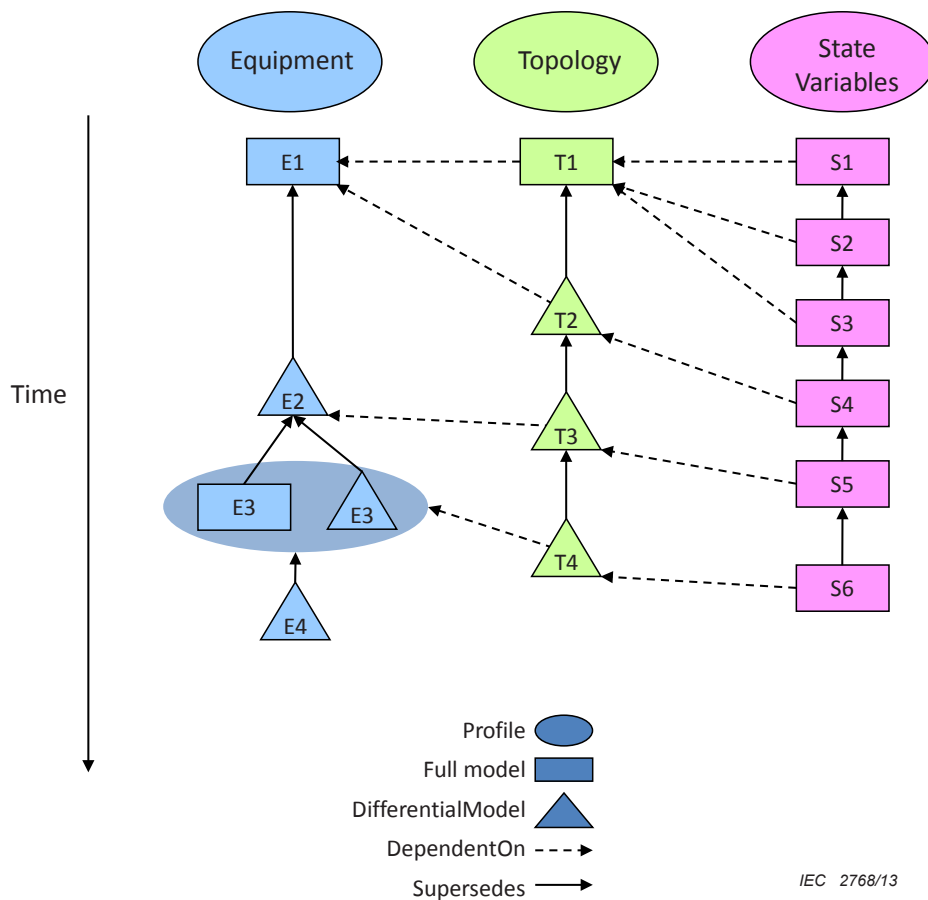 Equipment
Topology
State
Variables
E1
T1
S1
S2
T2
S3
Time
E2
S4
T3
E3
E3
S5
T4
S6
E4
Profile
Full model
DifferentialModel
DependentOn
Supersedes
IEC 2768/13